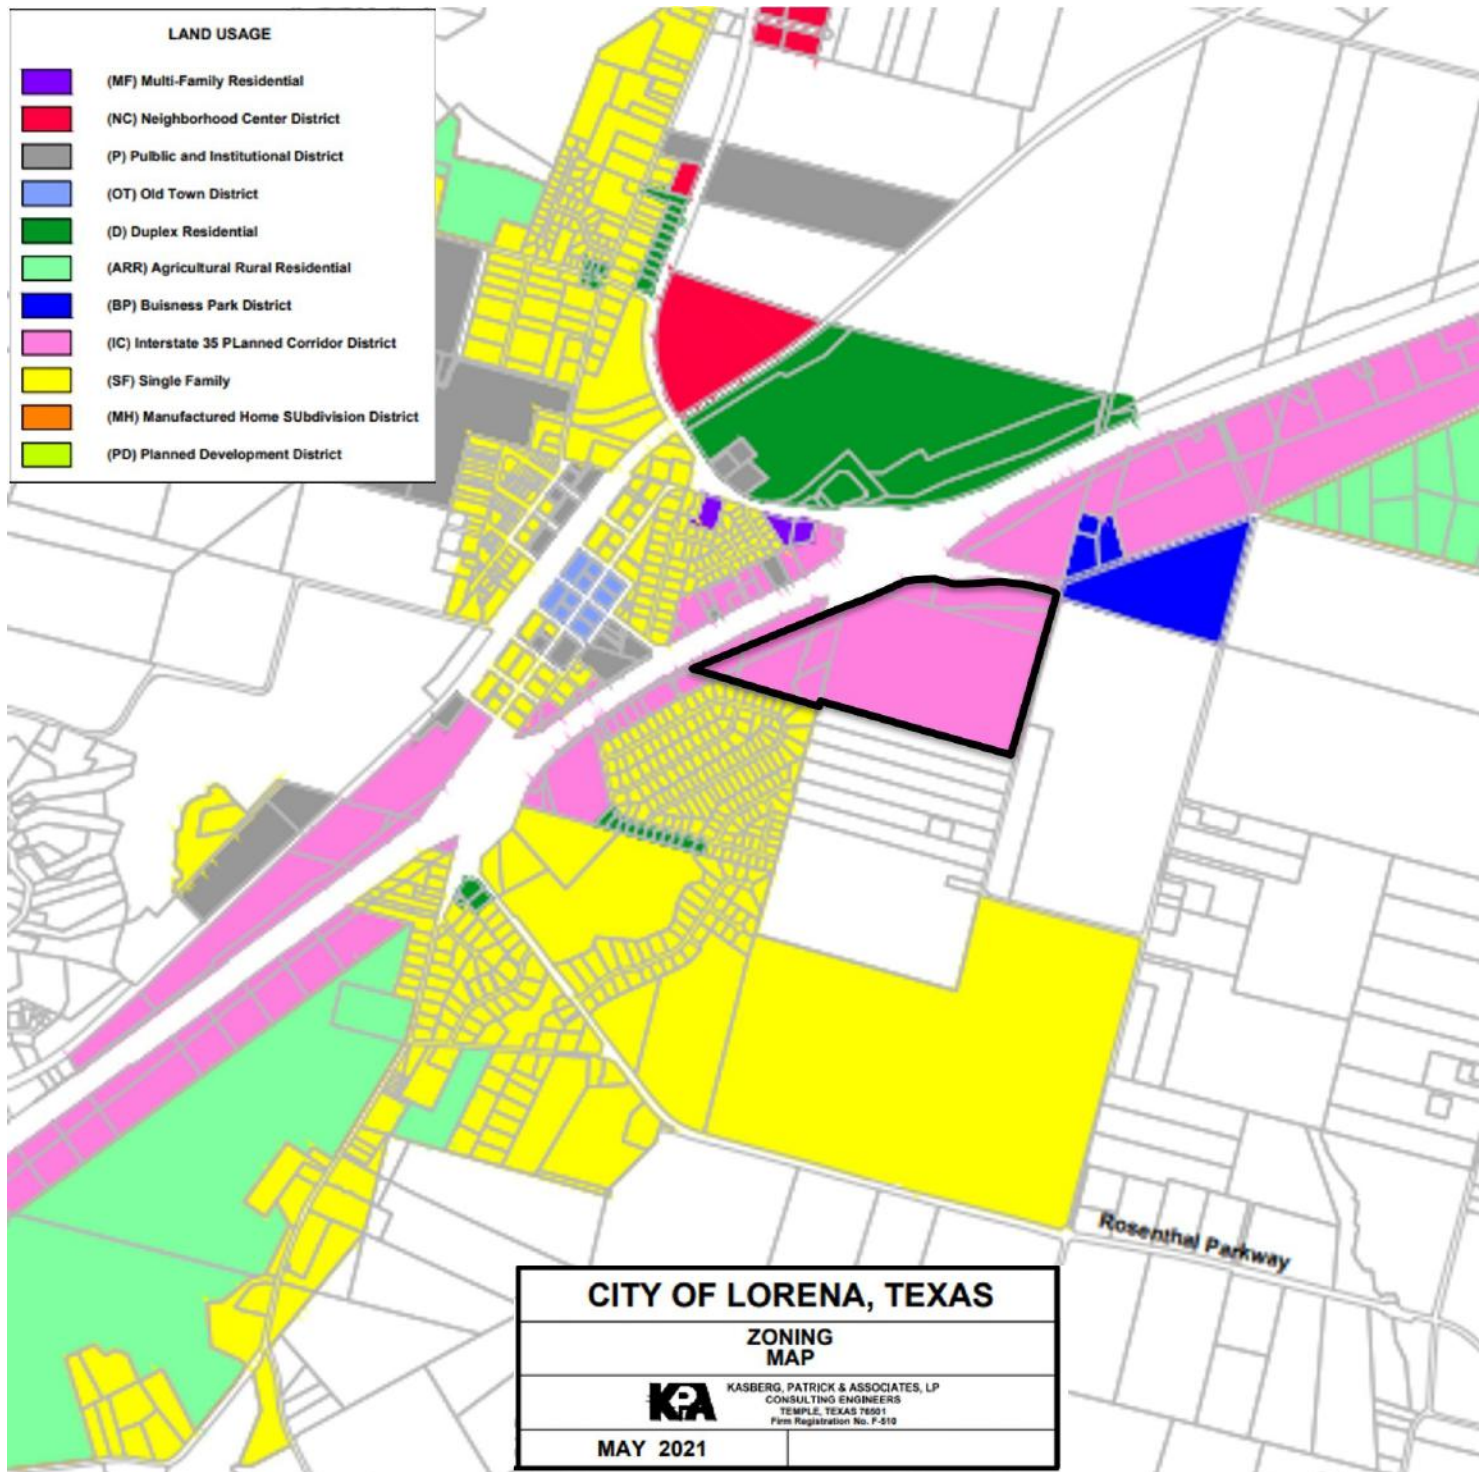 LAND USAGE
(MF) Multi-Family Residential
(NC) Neighborhood Center District
(P) Pulblic and Institutional District
(OT) Old Town District
(D) Duplex Residential
(ARR) Agricultural Rural Residential
(BP) Buisness Park District
(IC) Interstate 35 PLanned Corridor District
(SF) Single Family
(MH) Manufactured Home SUbdivision District
(PD) Planned Development District
Rosenthal Parkway
CITY OF LORENA, TEXAS
ZONING
MAP
KPA
KASBERG, PATRICK & ASSOCIATES, LP
CONSULTING ENGINEERS
TEMPLE, TEXAS 76501
Firm Registration No. F-510
MAY 2021